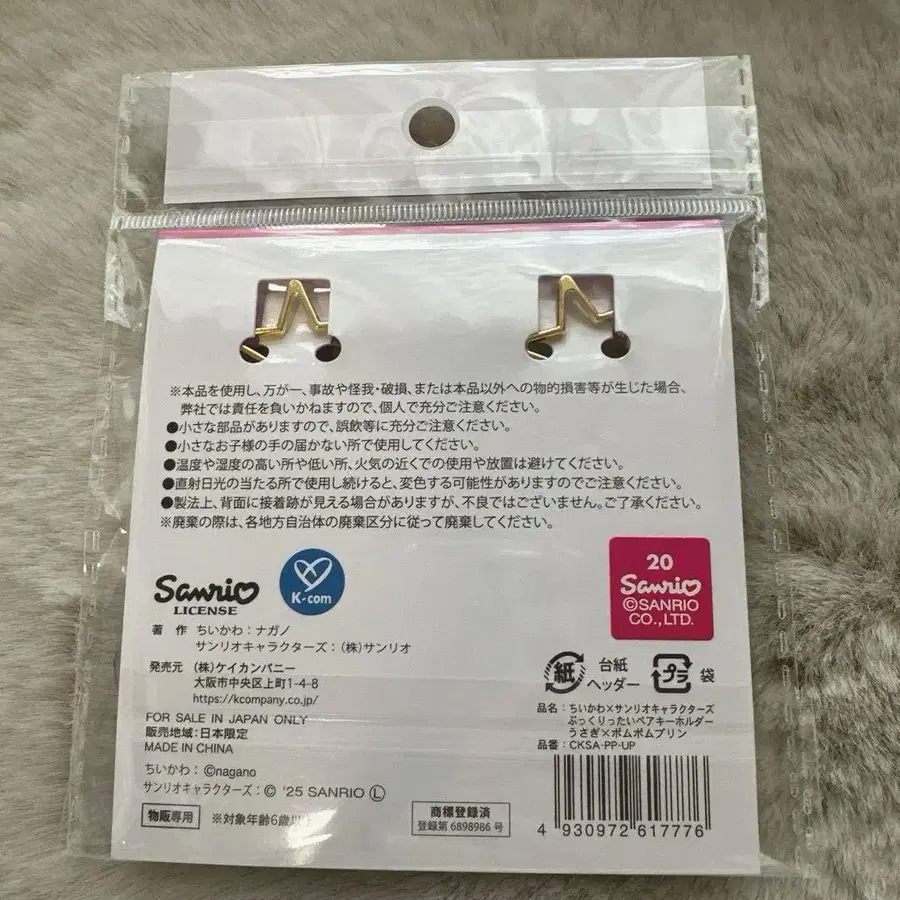 ※本品を使用し、万が一、事故や怪我・破損、または本品以外への物的損害等が生じた場合、
弊社では責任を負いかねますので、個人で充分ご注意ください。
●小さな部品がありますので、誤飲等に充分ご注意ください。
●小さなお子様の手の届かない所で使用してください。
●温度や湿度の高い所や低い所、火気の近くでの使用や放置は避けてください。
●直射日光の当たる所で使用し続けると、変色する可能性がありますのでご注意ください。
●製法上、背面に接着跡が見える場合がありますが、不良ではございません。ご了承ください。
※廃棄の際は、各地方自治体の廃棄区分に従って廃棄してください。
Sanrio
LICENSE
K-com
20
Sanrio
©SANRIO
CO., LTD.
著 作 ちいかわ：ナガノ
サンリオキャラクターズ：（株）サンリオ
発売元 （株）ケイカンパニー
大阪市中央区上町1-4-8
https://kcompany.co.jp/
紙 台紙
ヘッダー
プラ 袋
FOR SALE IN JAPAN ONLY
販売地域：日本限定
MADE IN CHINA
品名：ちいかわ×サンリオキャラクターズ
ぷっくりったいペアキーホルダー
うさぎ×ポムポムプリン
品番：CKSA-PP-UP
ちいかわ：©nagano
サンリオキャラクターズ：© '25 SANRIO Ⓛ
物販専用 ※対象年齢6歳以上
商標登録済
登録第 6898986 号
4 930972 617776